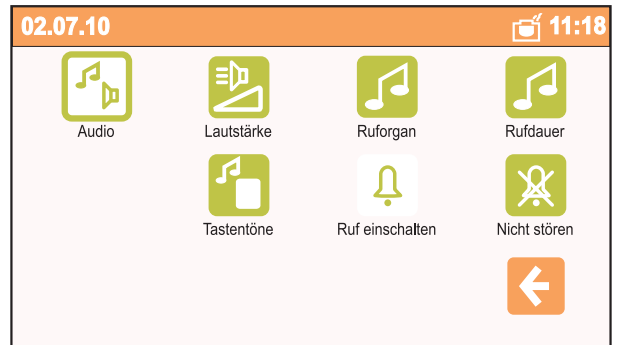 02.07.10 11:18
Audio Lautstärke Ruforgan Rufdauer
Tastentöne Ruf einschalten Nicht stören